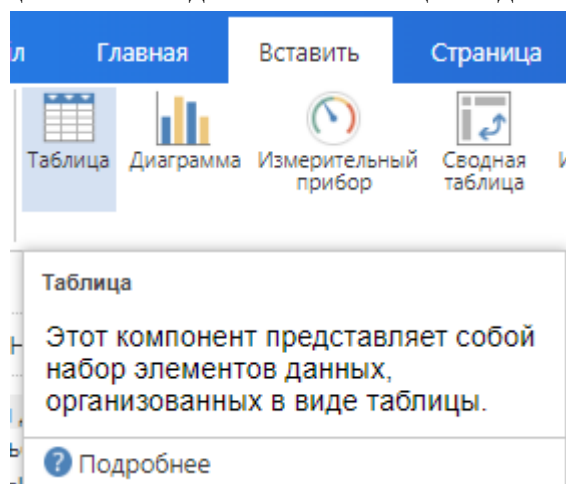 Главная Вставить Страница
Таблица Диаграмма Измерительный прибор Сводная таблица
Таблица
Этот компонент представляет собой
набор элементов данных,
организованных в виде таблицы.
Подробнее